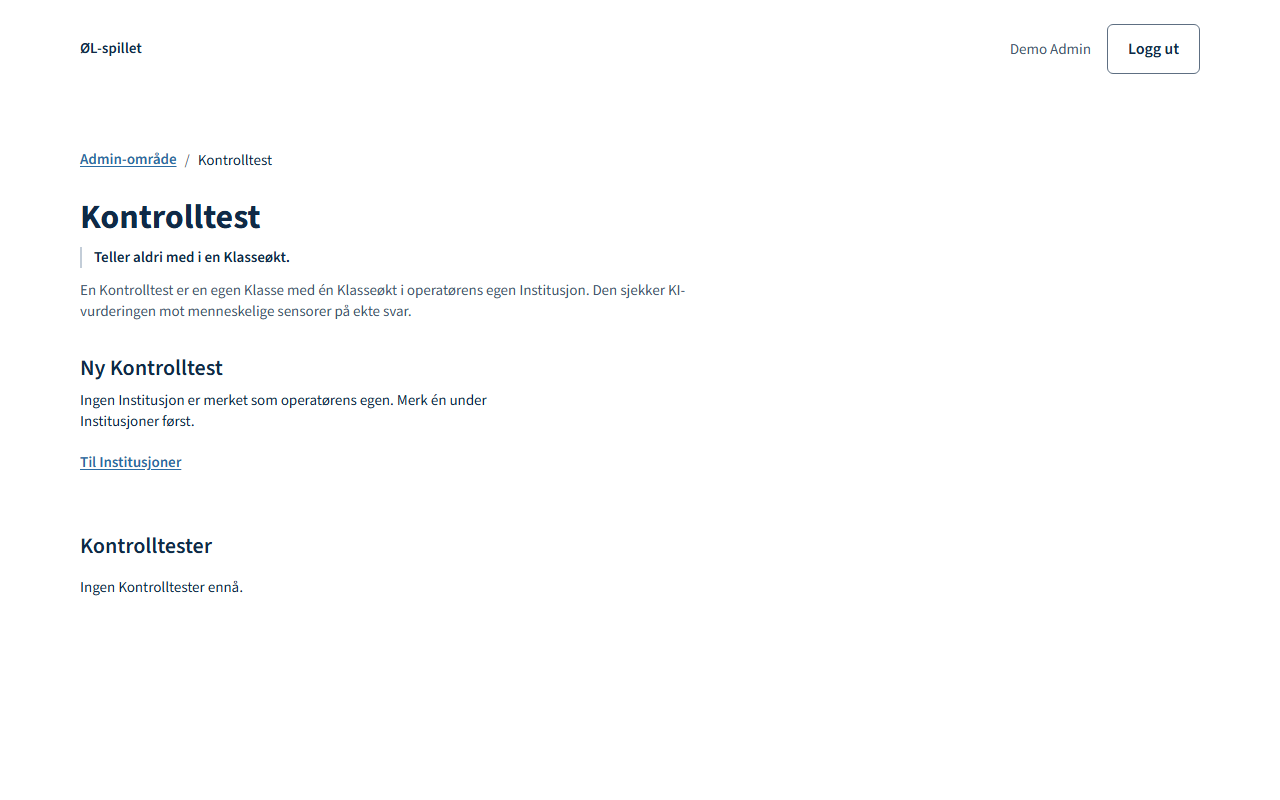 ØL-spillet
Demo Admin
Logg ut
Admin-område / Kontrolltest
Kontrolltest
Teller aldri med i en Klasseøkt.
En Kontrolltest er en egen Klasse med én Klasseøkt i operatørens egen Institusjon. Den sjekker KI-
vurderingen mot menneskelige sensorer på ekte svar.
Ny Kontrolltest
Ingen Institusjon er merket som operatørens egen. Merk én under
Institusjoner først.
Til Institusjoner
Kontrolltester
Ingen Kontrolltester ennå.